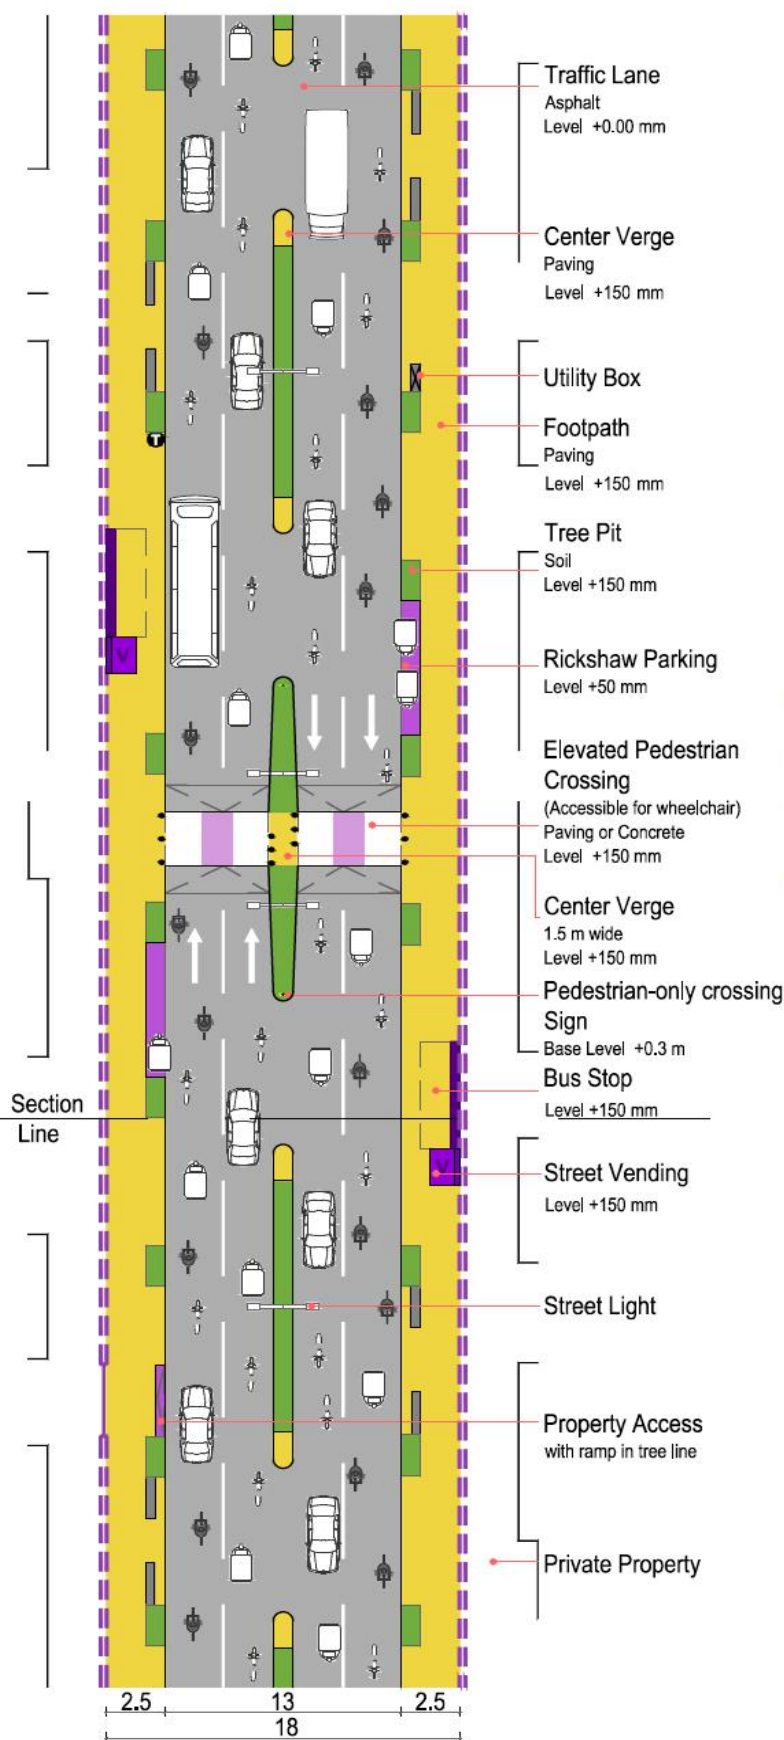 Traffic Lane
Asphalt
Level +0.00 mm
Center Verge
Paving
Level +150 mm
Utility Box
Footpath
Paving
Level +150 mm
T
Tree Pit
Soil
Level +150 mm
V
Rickshaw Parking
Level +50 mm
Elevated Pedestrian
Crossing
(Accessible for wheelchair)
Paving or Concrete
Level +150 mm
Center Verge
1.5 m wide
Level +150 mm
Pedestrian-only crossing
Sign
Base Level +0.3 m
Bus Stop
Level +150 mm
Section
Line
V
Street Vending
Level +150 mm
Street Light
Property Access
with ramp in tree line
Private Property
2.5 13 2.5
18